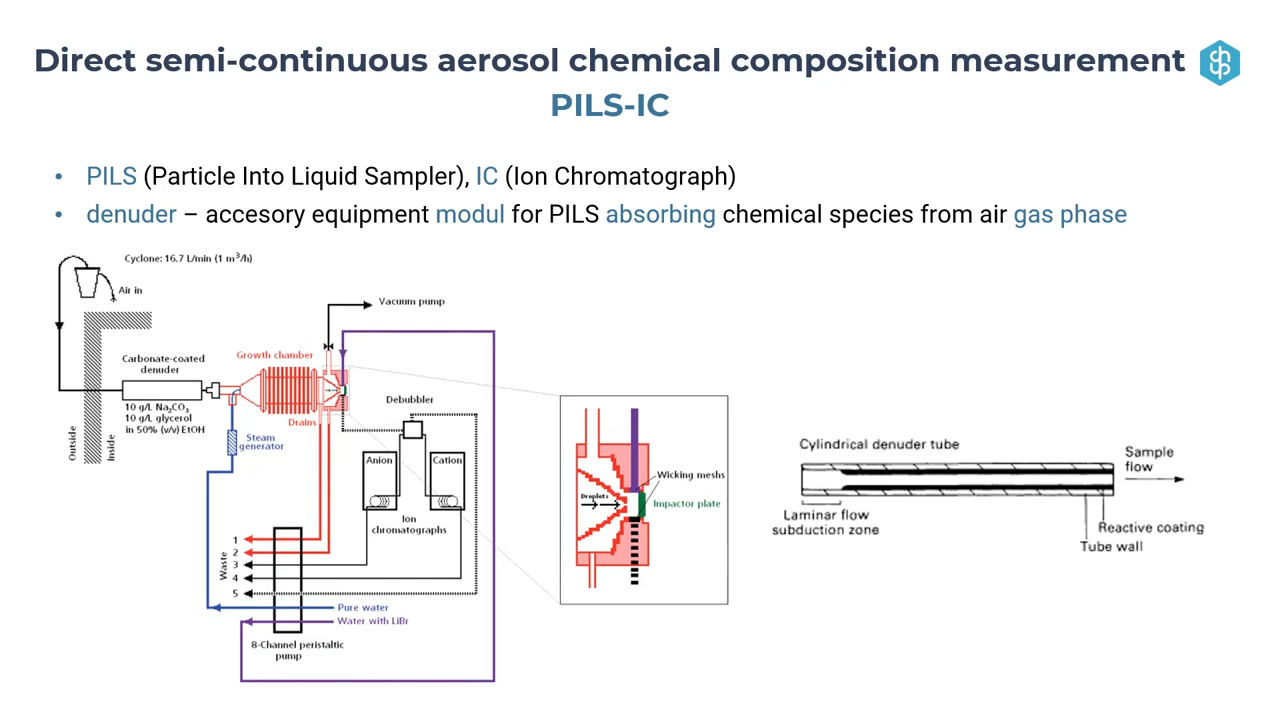 Direct semi-continuous aerosol chemical composition measurement
PILS-IC
• PILS (Particle Into Liquid Sampler), IC (Ion Chromatograph)
• denuder – accesory equipment modul for PILS absorbing chemical species from air gas phase
Cyclone: 16.7 L/min (1 m³/h)
Air in
Vacuum pump
Carbonate-coated
denuder
Growth chamber
10 g/L Na₂CO₃
10 g/L glycerol
in 50% (v/v) EtOH
Outside
Inside
Drains
Steam
generator
Debubbler
Anion
Cation
Ion
chromatographs
Waste
1
2
3
4
5
Pure water
Water with LiBr
8-Channel peristaltic
pump
Droplets
Wicking meshs
Impactor plate
Cylindrical denuder tube
Sample
flow
Laminar flow
subduction zone
Reactive coating
Tube wall